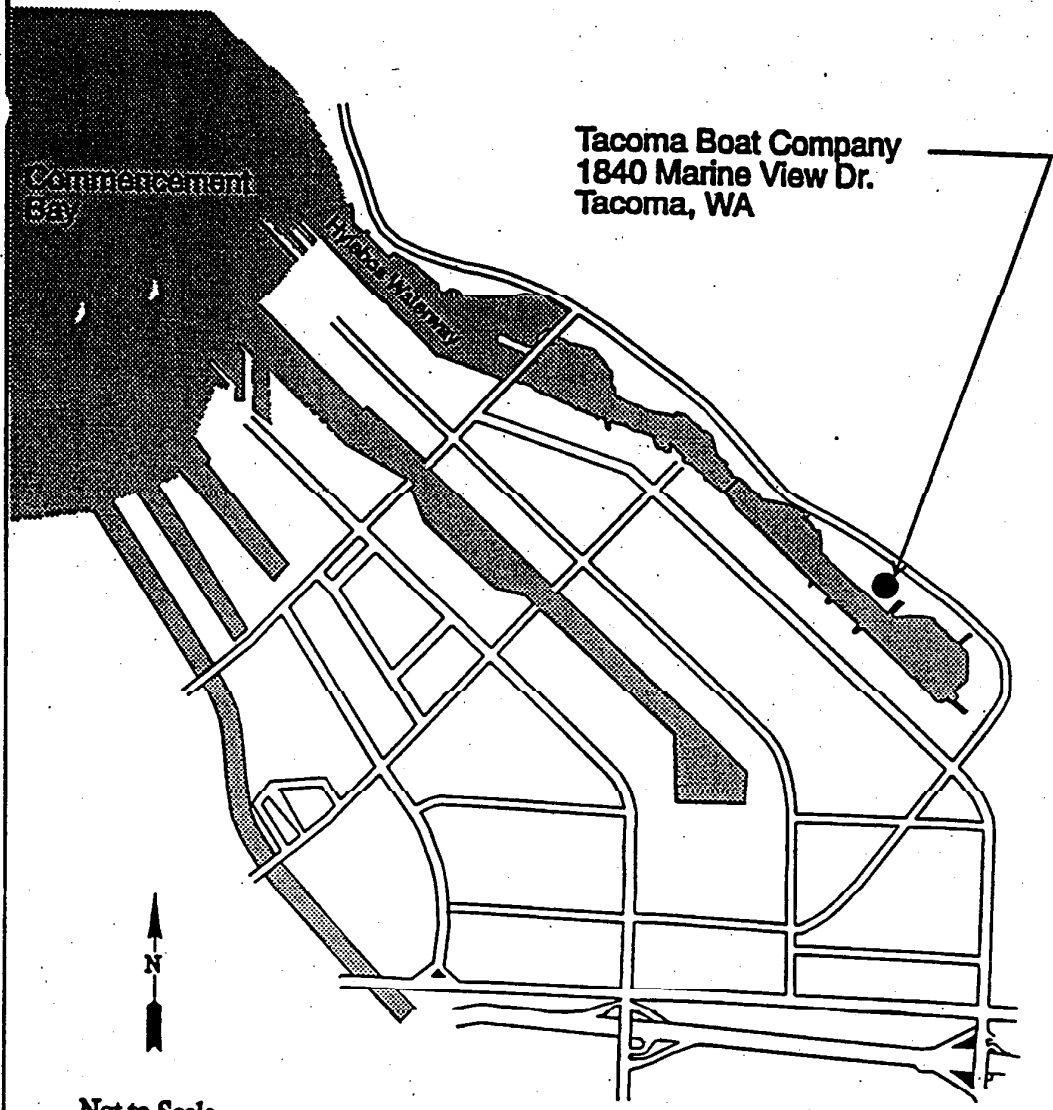 Tacoma Boat Company
1840 Marine View Dr.
Tacoma, WA
Commencement
Bay
Hylebos Waterway
N
Not to Scale